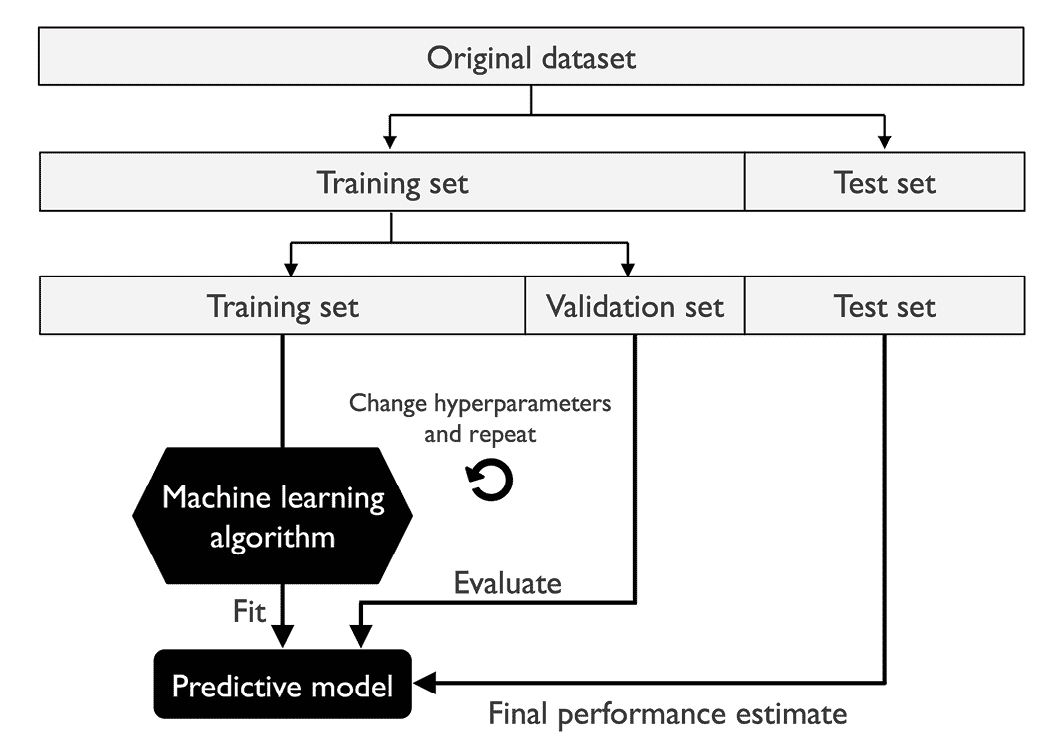 Original dataset
Training set
Test set
Training set
Validation set
Test set
Change hyperparameters
and repeat
Machine learning
algorithm
Evaluate
Fit
Predictive model
Final performance estimate